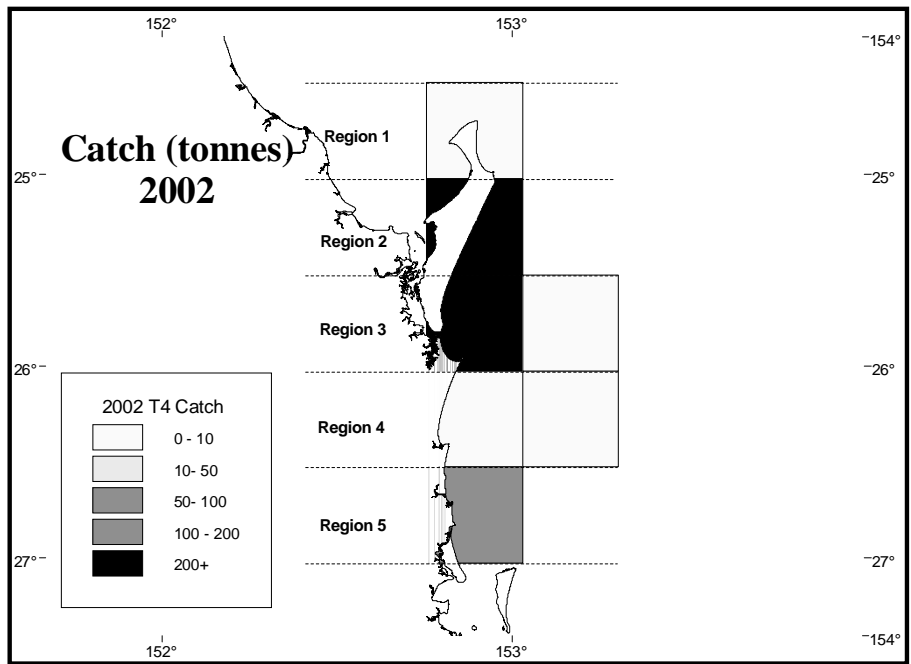 152° 153° 154°
Region 1
Catch (tonnes)
2002
25° 25°
Region 2
Region 3
26° 26°
2002 T4 Catch
0 - 10
Region 4
10- 50
50- 100
Region 5
100 - 200
27° 27°
200+
154°
152° 153°